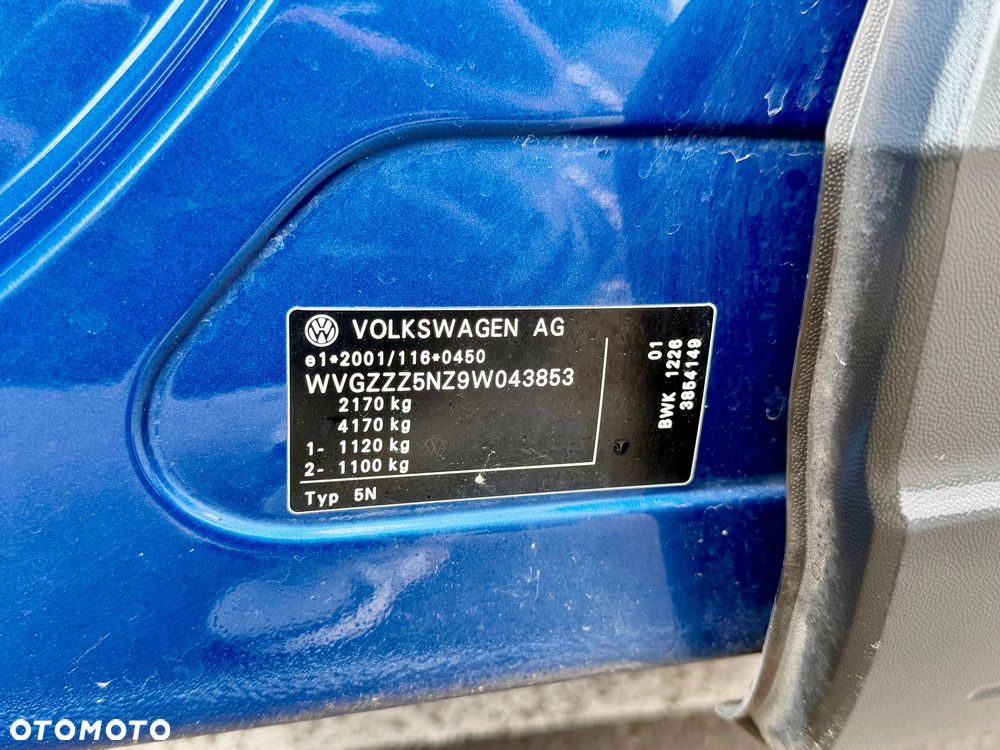 VOLKSWAGEN AG
e1*2001/116*0450
WVGZZZ5NZ9W043853
2170 kg
4170 kg
1- 1120 kg
2- 1100 kg
Typ 5N
01
BWK 1226
3854149
OTOMOTO